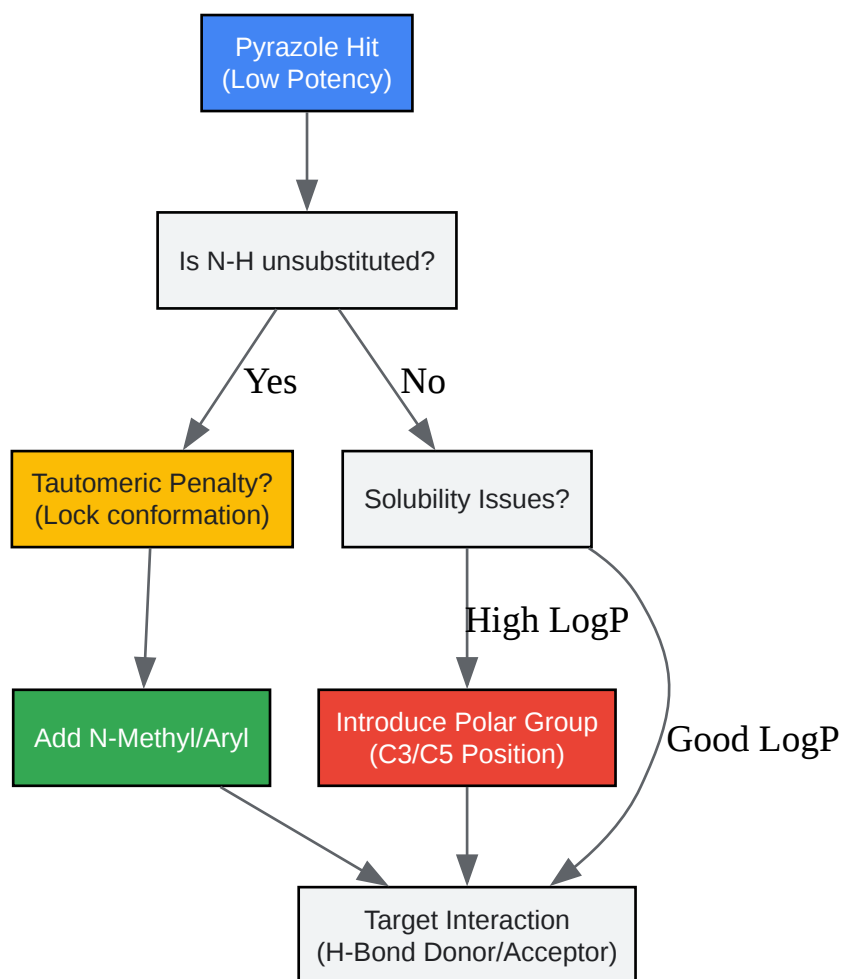 Pyrazole Hit
(Low Potency)
Is N-H unsubstituted?
Yes
No
Tautomeric Penalty?
(Lock conformation)
Solubility Issues?
High LogP
Add N-Methyl/Aryl
Introduce Polar Group
(C3/C5 Position)
Good LogP
Target Interaction
(H-Bond Donor/Acceptor)